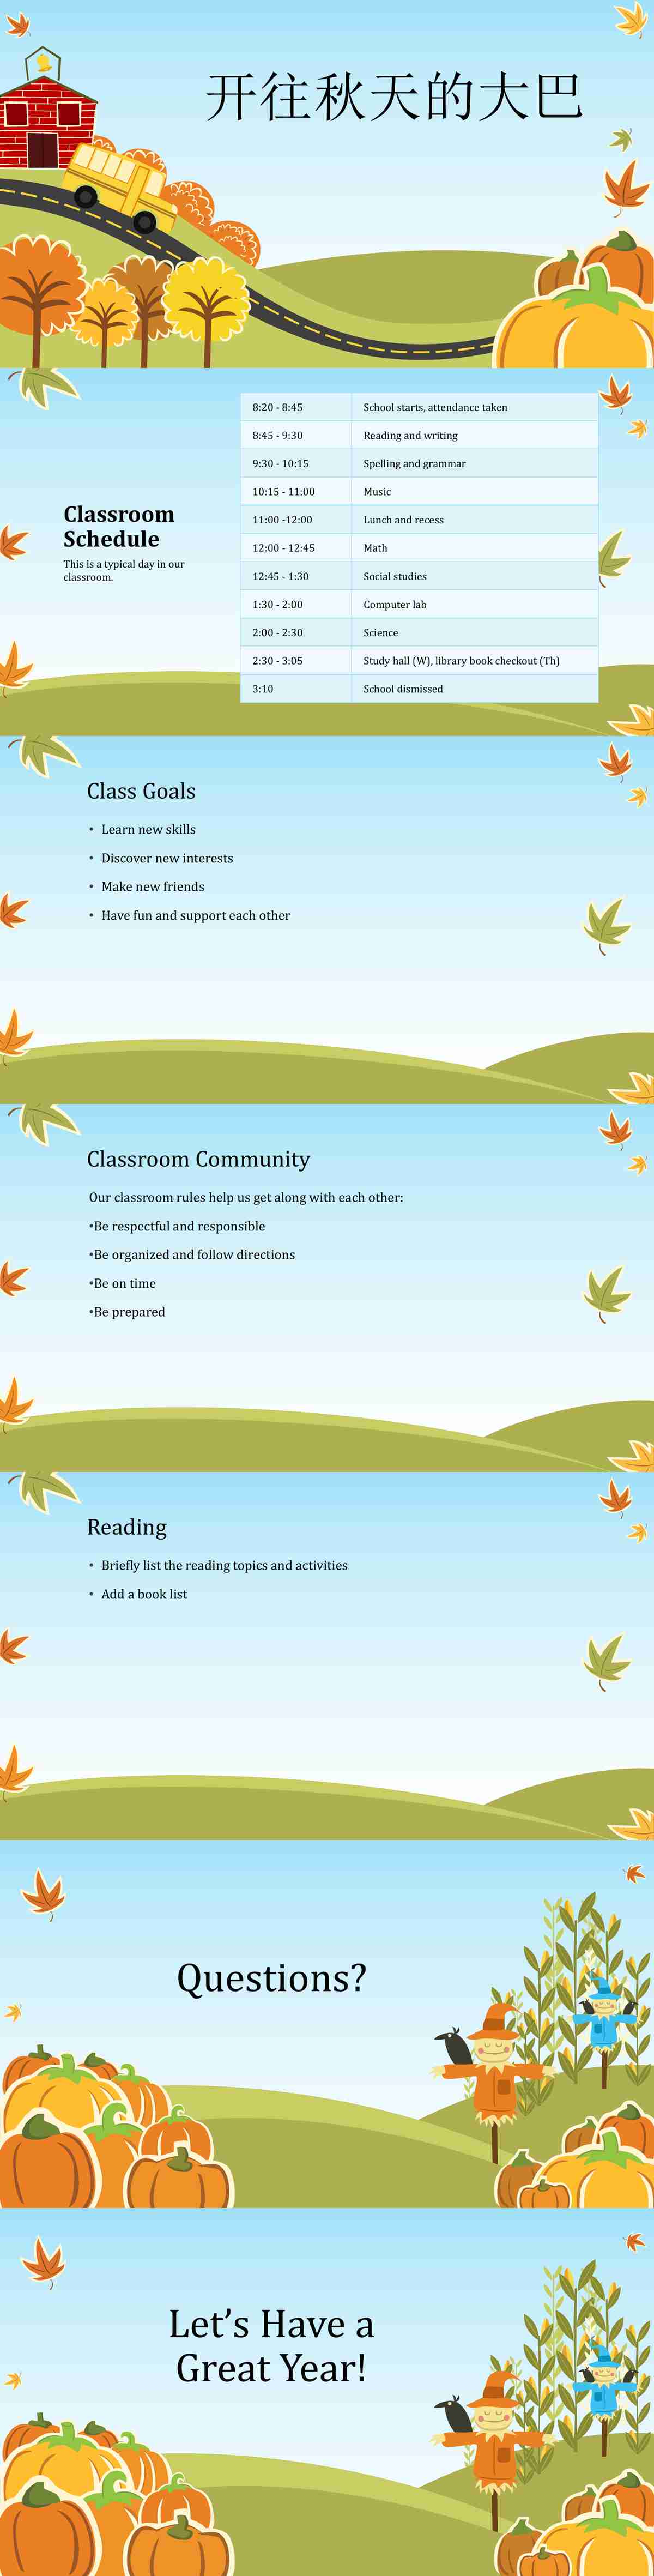 开往秋天的大巴
Classroom
Schedule
This is a typical day in our
classroom.
8:20 - 8:45 School starts, attendance taken
8:45 - 9:30 Reading and writing
9:30 - 10:15 Spelling and grammar
10:15 - 11:00 Music
11:00 -12:00 Lunch and recess
12:00 - 12:45 Math
12:45 - 1:30 Social studies
1:30 - 2:00 Computer lab
2:00 - 2:30 Science
2:30 - 3:05 Study hall (W), library book checkout (Th)
3:10 School dismissed
Class Goals
• Learn new skills
• Discover new interests
• Make new friends
• Have fun and support each other
Classroom Community
Our classroom rules help us get along with each other:
•Be respectful and responsible
•Be organized and follow directions
•Be on time
•Be prepared
Reading
• Briefly list the reading topics and activities
• Add a book list
Questions?
Let’s Have a
Great Year!